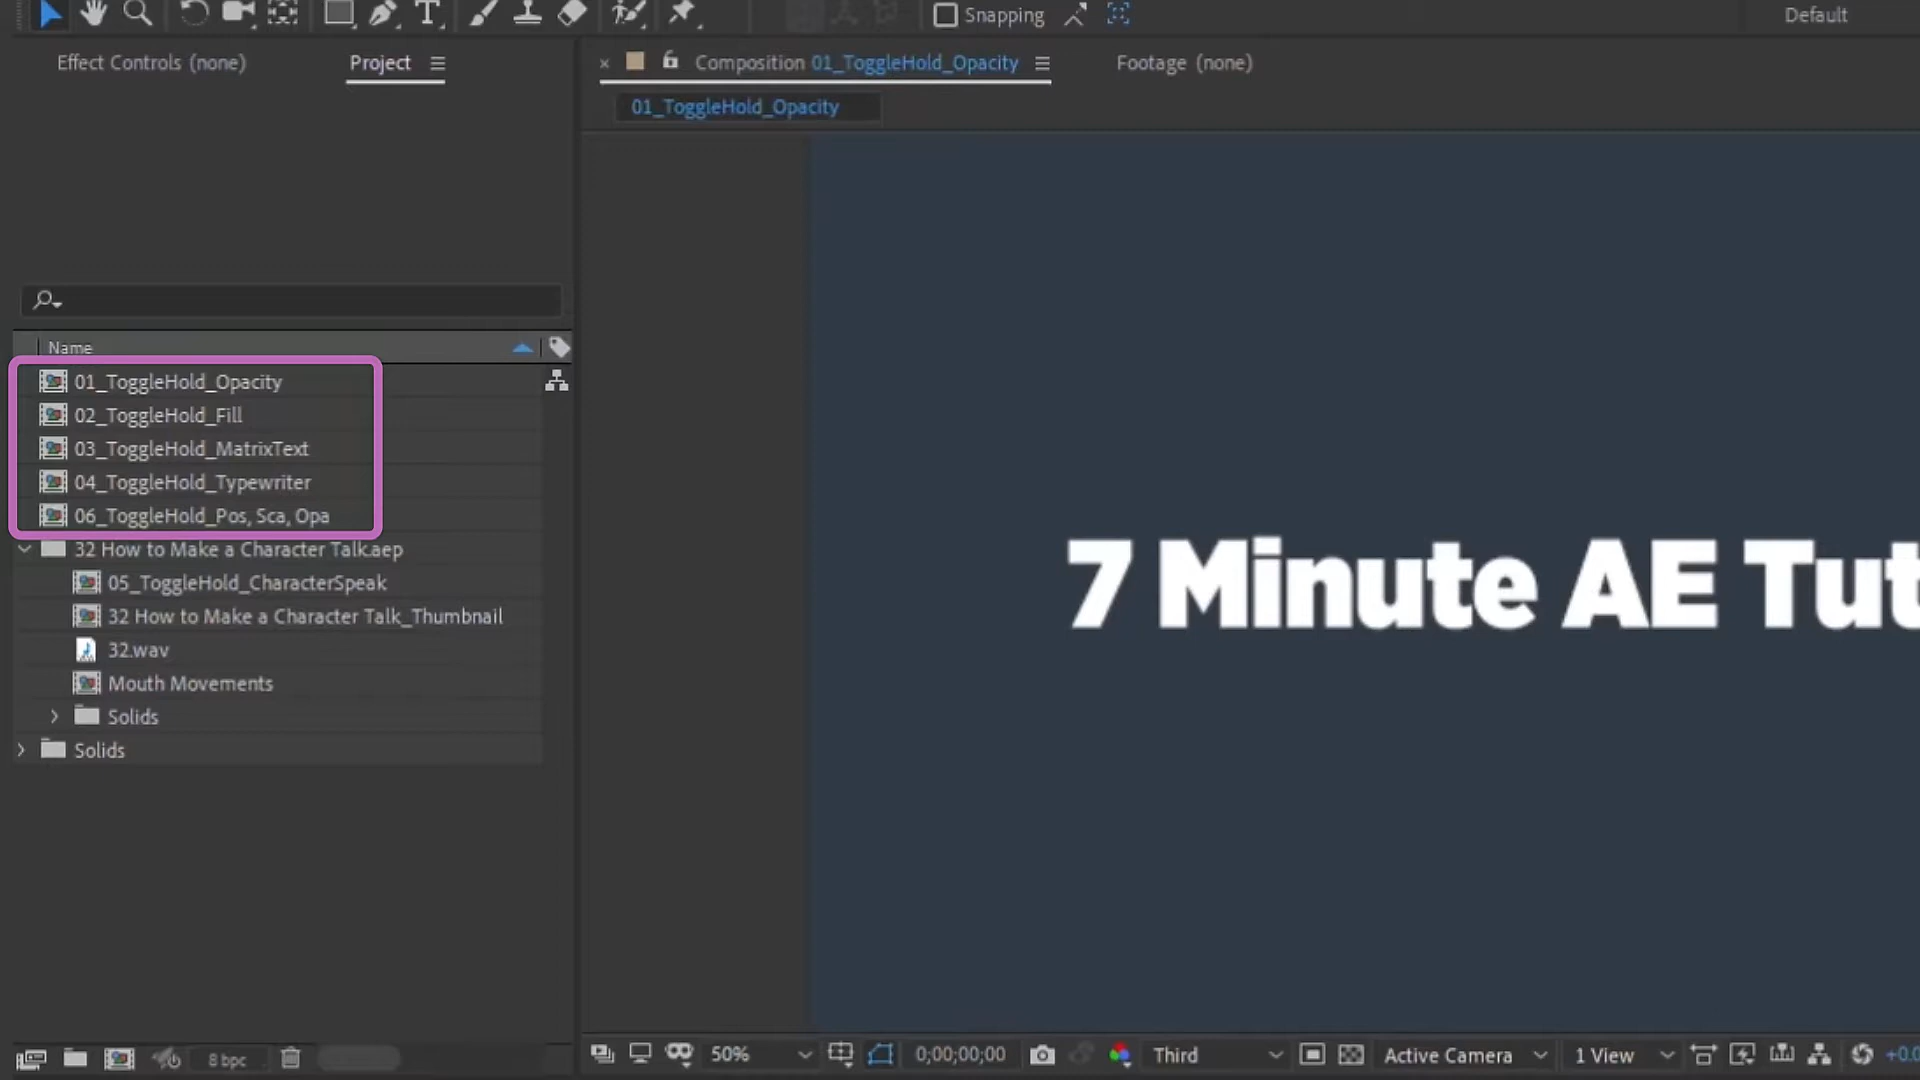 Snapping
Default
Effect Controls (none)
Project
Composition 01_ToggleHold_Opacity
Footage (none)
01_ToggleHold_Opacity
Name
01_ToggleHold_Opacity
02_ToggleHold_Fill
03_ToggleHold_MatrixText
04_ToggleHold_Typewriter
06_ToggleHold_Pos, Sca, Opa
32 How to Make a Character Talk.aep
05_ToggleHold_CharacterSpeak
32 How to Make a Character Talk_Thumbnail
32.wav
Mouth Movements
Solids
Solids
7 Minute AE Tut
8 bpc
50%
0;00;00;00
Third
Active Camera
1 View
+0.0